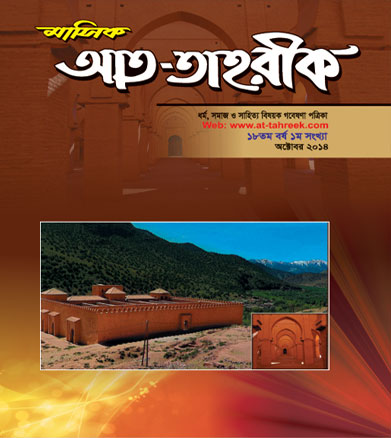 মাসিক
আত-তাহরীক
ধর্ম, সমাজ ও সাহিত্য বিষয়ক গবেষণা পত্রিকা
Web: www.at-tahreek.com
১৮তম বর্ষ ১ম সংখ্যা
অক্টোবর ২০১৪